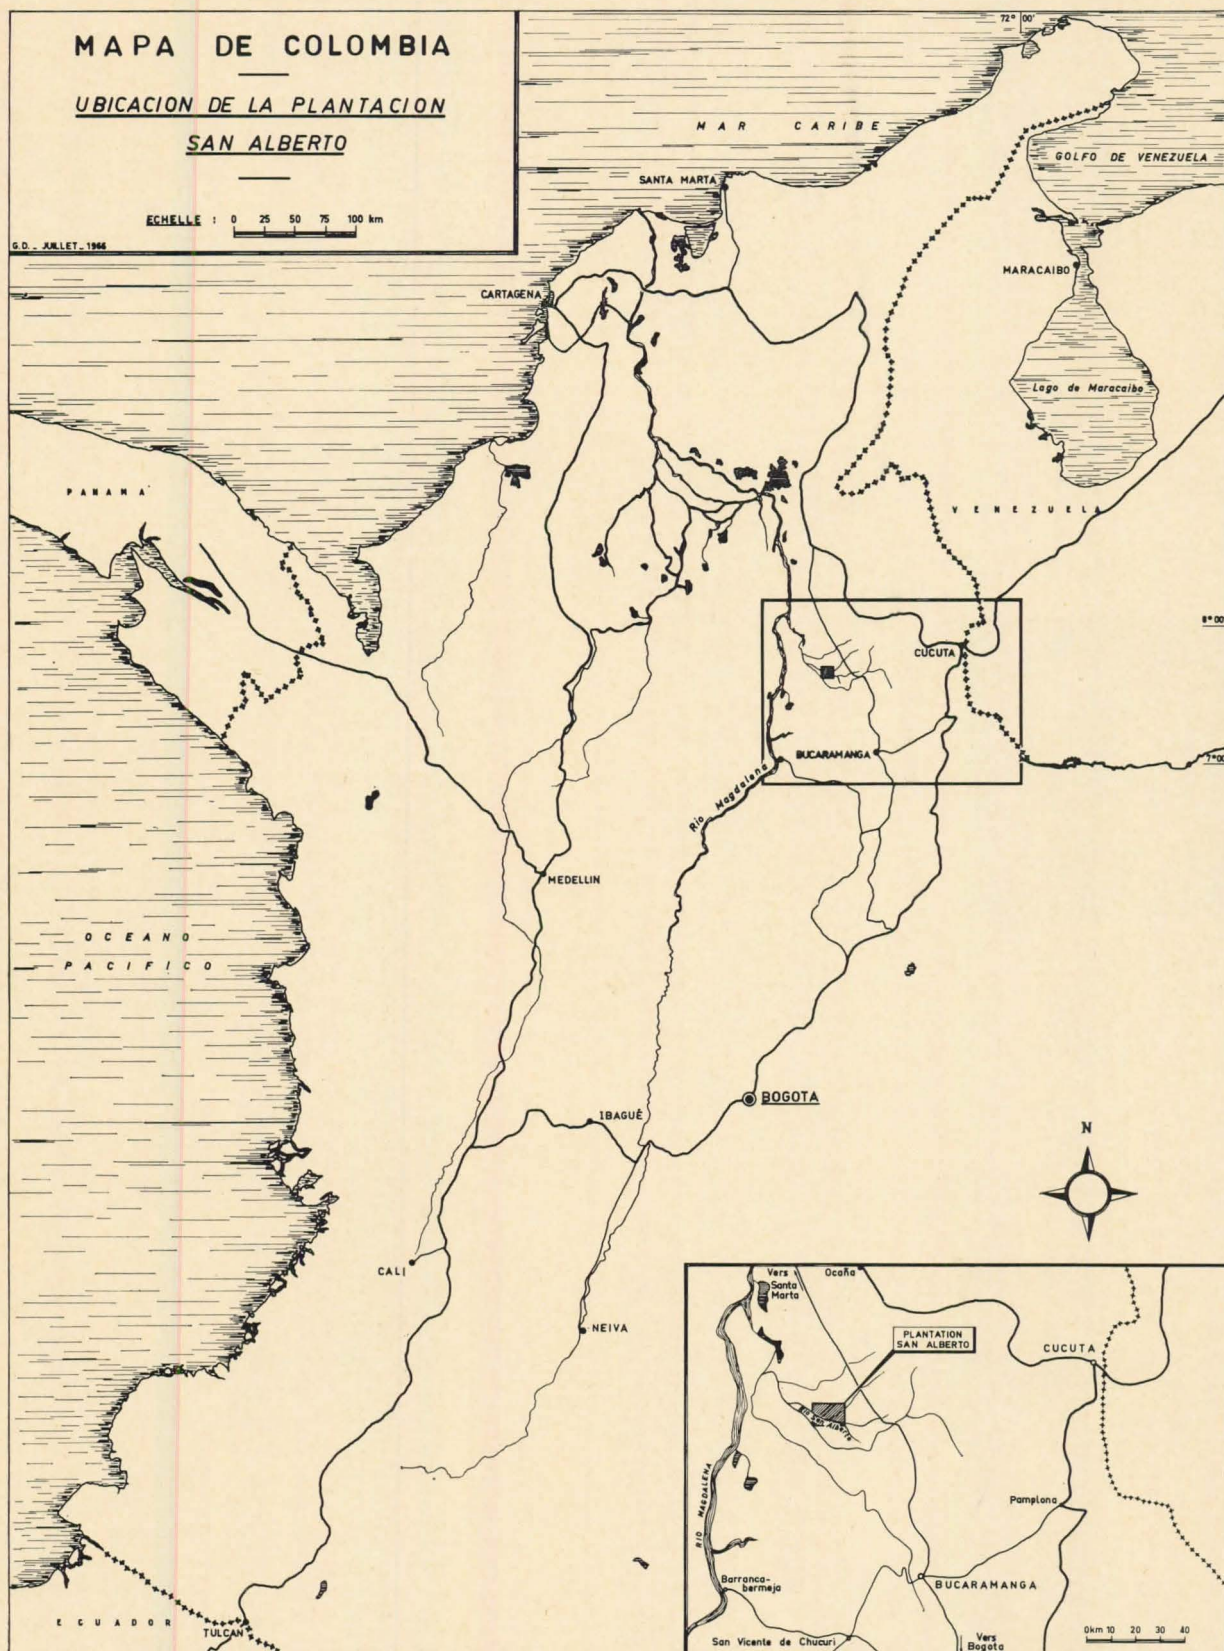 MAPA DE COLOMBIA
UBICACION DE LA PLANTACION
SAN ALBERTO
ECHELLE : 0 25 50 75 100 km
G.D. _ JUILLET _ 1966
72° 00'
MAR CARIBE
GOLFO DE VENEZUELA
SANTA MARTA
MARACAIBO
CARTAGENA
Lago de Maracaibo
PANAMA
VENEZUELA
8° 00
CUCUTA
BUCARAMANGA
7° 00
Rio Magdalena
MEDELLIN
OCEANO
PACIFICO
BOGOTA
IBAGUÉ
N
CALI
NEIVA
ECUADOR
TULCAN
Vers
Santa
Marta
Ocaña
PLANTATION
SAN ALBERTO
CUCUTA
Rio San Alberto
RIO MAGDALENA
Pamplona
Barranca-
bermeja
BUCARAMANGA
San Vicente de Chucuri
Vers
Bogota
0km 10 20 30 40